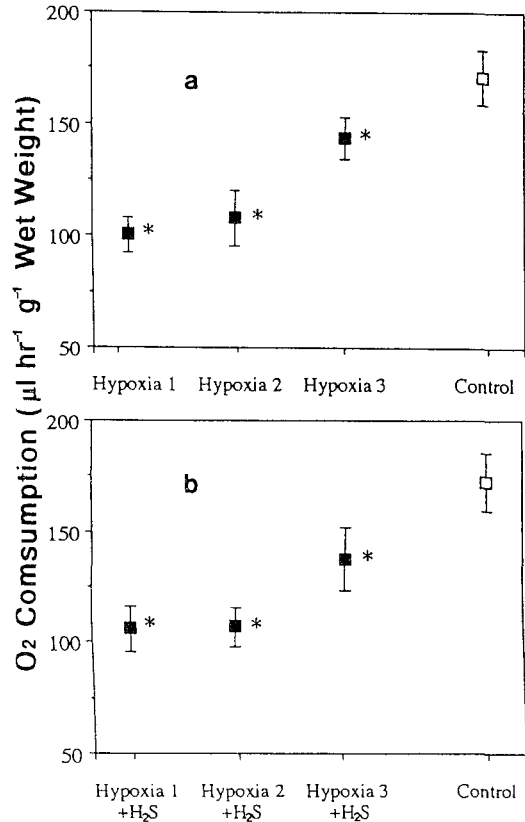 O₂ Comsumption (µl hr⁻¹ g⁻¹ Wet Weight)
200
a
150
*
*
*
100
50
Hypoxia 1 Hypoxia 2 Hypoxia 3 Control
200
b
150
*
*
*
100
50
Hypoxia 1 Hypoxia 2 Hypoxia 3 Control
+H₂S +H₂S +H₂S